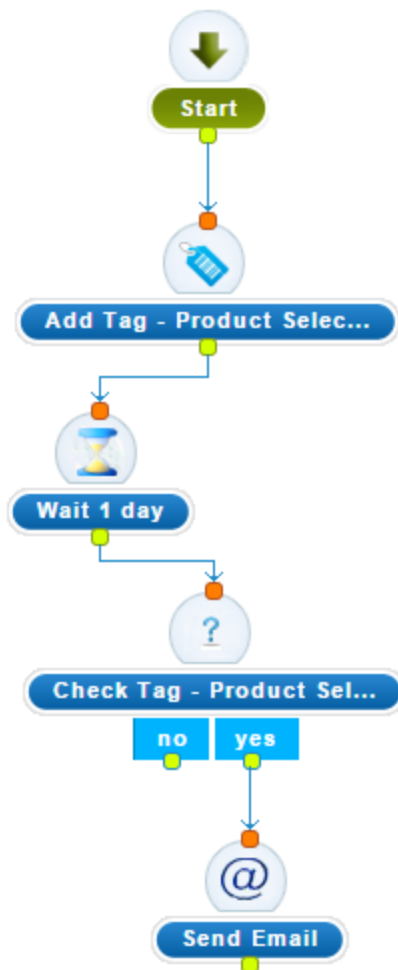 Start
Add Tag - Product Selec...
Wait 1 day
?
Check Tag - Product Sel...
no yes
@
Send Email